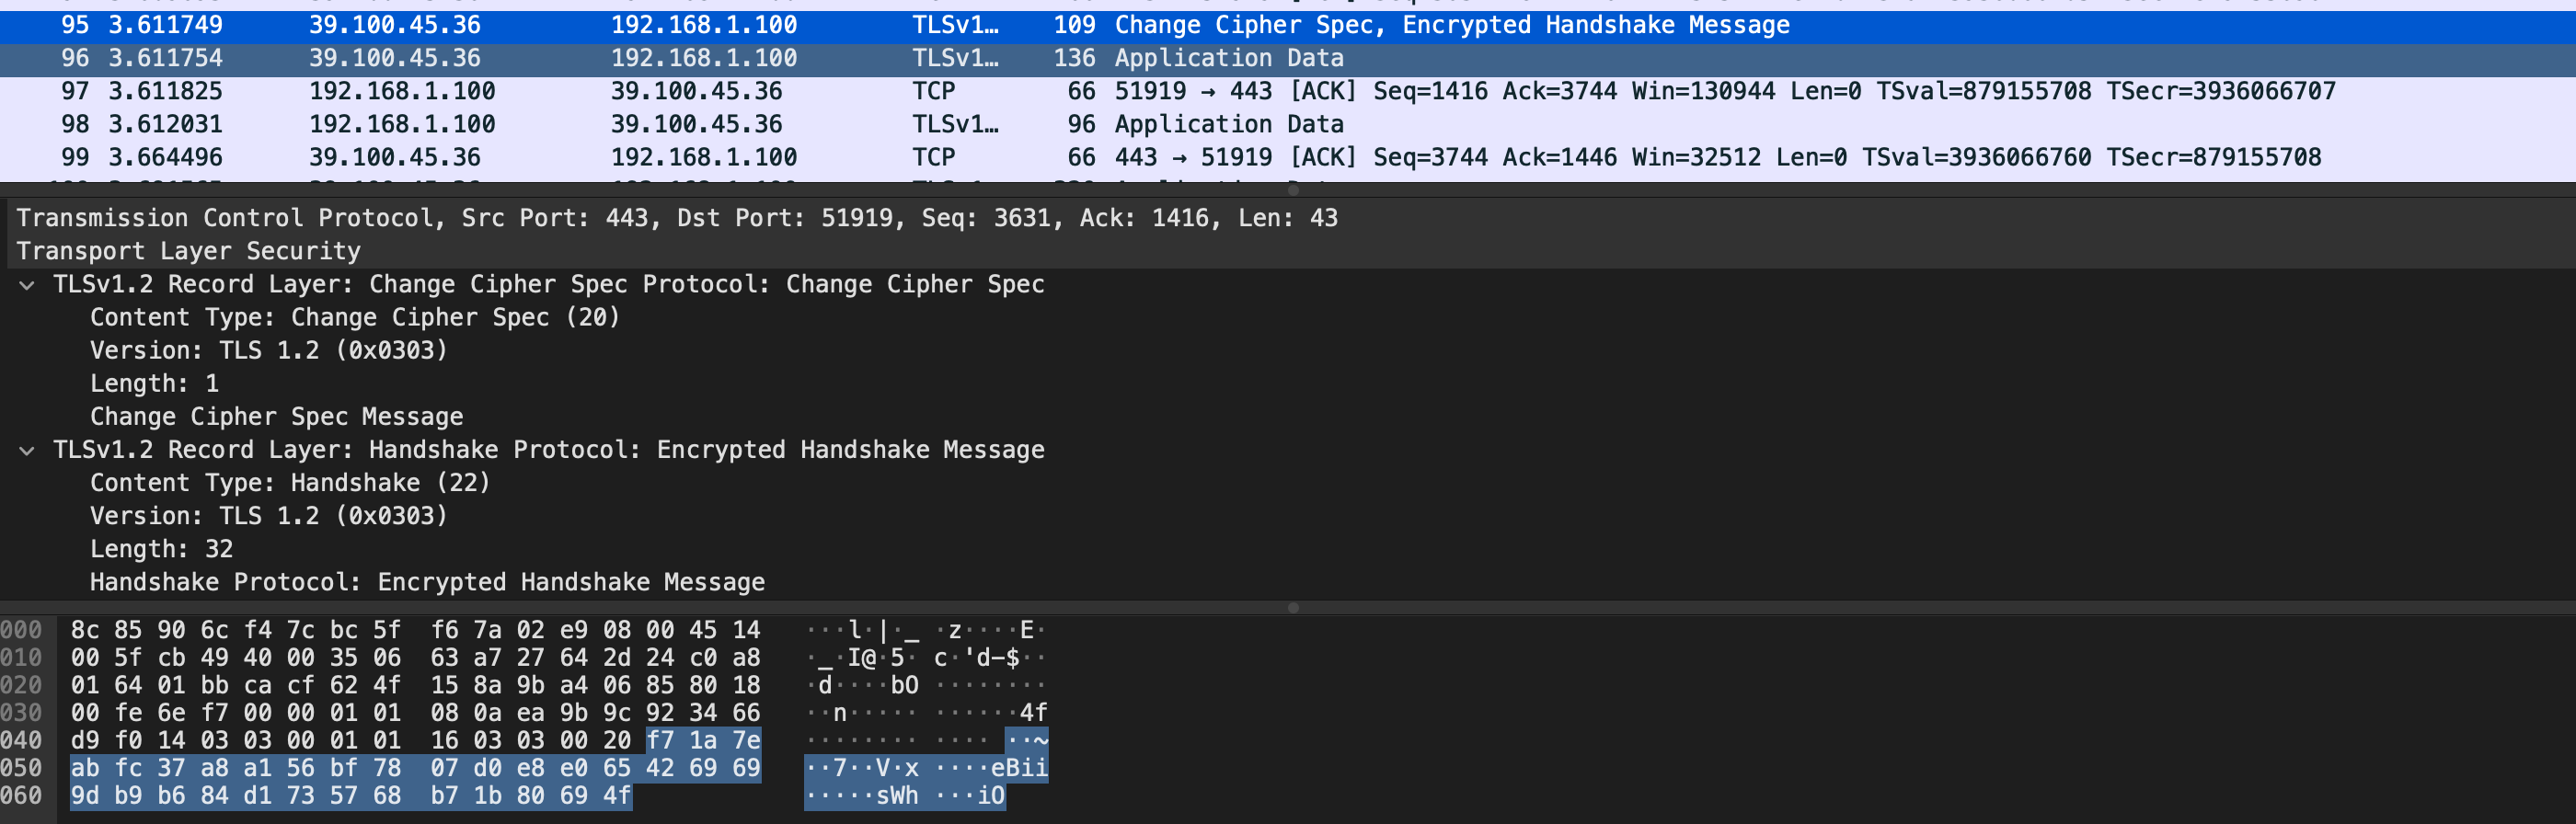 95 3.611749 39.100.45.36 192.168.1.100 TLSv1… 109 Change Cipher Spec, Encrypted Handshake Message
96 3.611754 39.100.45.36 192.168.1.100 TLSv1… 136 Application Data
97 3.611825 192.168.1.100 39.100.45.36 TCP 66 51919 → 443 [ACK] Seq=1416 Ack=3744 Win=130944 Len=0 TSval=879155708 TSecr=3936066707
98 3.612031 192.168.1.100 39.100.45.36 TLSv1… 96 Application Data
99 3.664496 39.100.45.36 192.168.1.100 TCP 66 443 → 51919 [ACK] Seq=3744 Ack=1446 Win=32512 Len=0 TSval=3936066760 TSecr=879155708
Transmission Control Protocol, Src Port: 443, Dst Port: 51919, Seq: 3631, Ack: 1416, Len: 43
Transport Layer Security
TLSv1.2 Record Layer: Change Cipher Spec Protocol: Change Cipher Spec
Content Type: Change Cipher Spec (20)
Version: TLS 1.2 (0x0303)
Length: 1
Change Cipher Spec Message
TLSv1.2 Record Layer: Handshake Protocol: Encrypted Handshake Message
Content Type: Handshake (22)
Version: TLS 1.2 (0x0303)
Length: 32
Handshake Protocol: Encrypted Handshake Message
000 8c 85 90 6c f4 7c bc 5f f6 7a 02 e9 08 00 45 14 ···l·|·_ ·z····E·
010 00 5f cb 49 40 00 35 06 63 a7 27 64 2d 24 c0 a8 ·_·I@·5· c·'d-$··
020 01 64 01 bb ca cf 62 4f 15 8a 9b a4 06 85 80 18 ·d····bO ········
030 00 fe 6e f7 00 00 01 01 08 0a ea 9b 9c 92 34 66 ··n····· ······4f
040 d9 f0 14 03 03 00 01 01 16 03 03 00 20 f7 1a 7e ········ ···· ··~
050 ab fc 37 a8 a1 56 bf 78 07 d0 e8 e0 65 42 69 69 ··7··V·x ····eBii
060 9d b9 b6 84 d1 73 57 68 b7 1b 80 69 4f ·····sWh ···iO